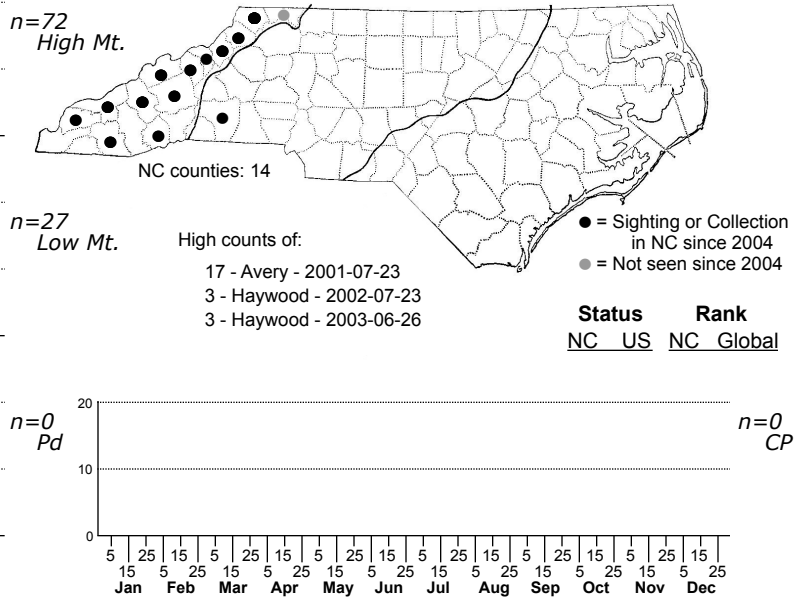 n=72
High Mt.
NC counties: 14
n=27
Low Mt.
High counts of:
17 - Avery - 2001-07-23
3 - Haywood - 2002-07-23
3 - Haywood - 2003-06-26
= Sighting or Collection
in NC since 2004
= Not seen since 2004
Status Rank
NC US NC Global
n=0
Pd
n=0
CP
20
10
0
5 25 15 5 25 15 5 25 15 5 25 15 5 25 15 5 25 15
15 5 25 15 5 25 15 5 25 15 5 25 15 5 25 15 5 25
Jan Feb Mar Apr May Jun Jul Aug Sep Oct Nov Dec